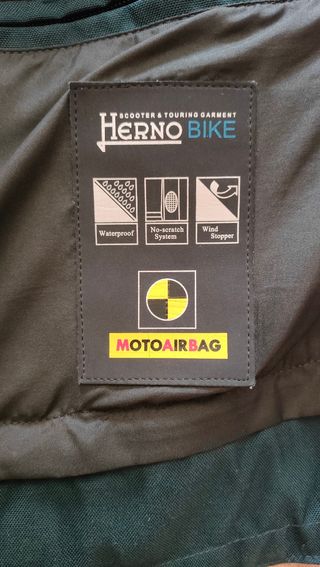 SCOOTER & TOURING GARMENT
HERNO BIKE
Waterproof
No-scratch
System
Wind
Stopper
MOTOAIRBAG